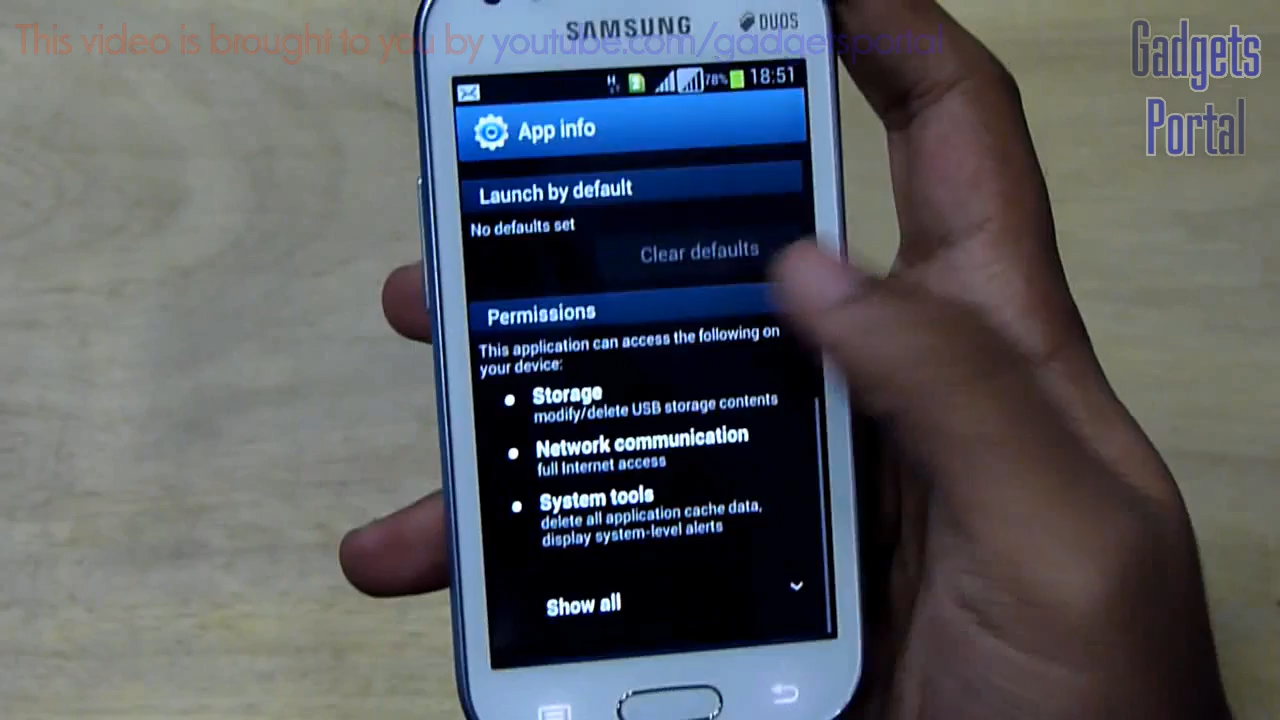 SAMSUNG
DUOS
This video is brought to you by youtube.com/gadgetsportal
Gadgets
Portal
H
2
78%
18:51
App info
Launch by default
No defaults set
Clear defaults
Permissions
This application can access the following on
your device:
Storage
modify/delete USB storage contents
Network communication
full Internet access
System tools
delete all application cache data,
display system-level alerts
Show all